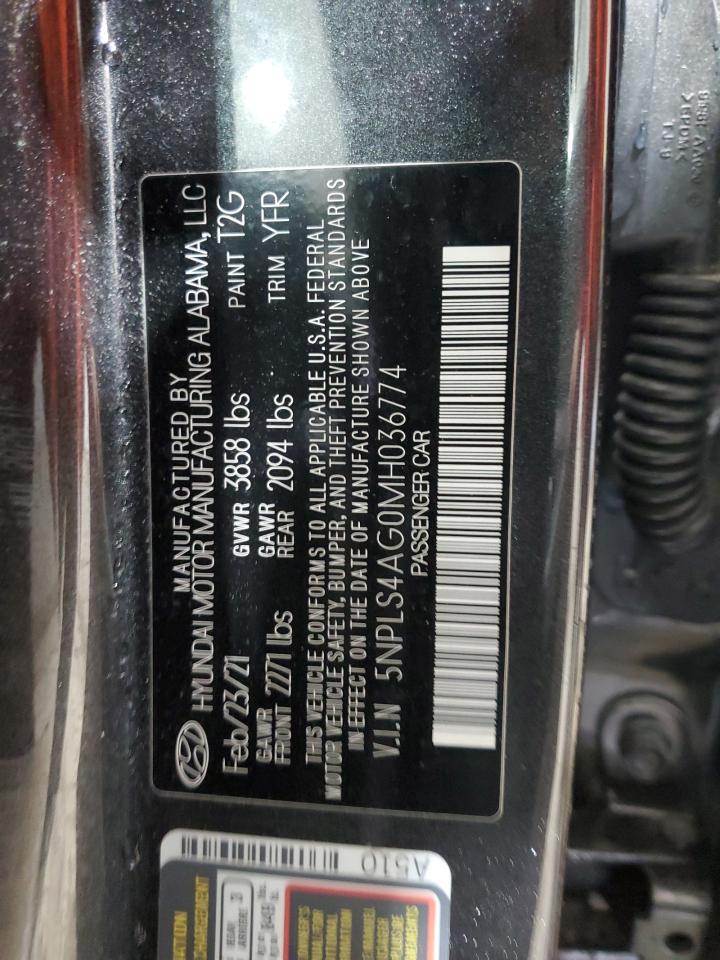 MANUFACTURED BY
HYUNDAI MOTOR MANUFACTURING ALABAMA, LLC
Feb/23/21 GVWR 3858 lbs PAINT T2G
GAWR FRONT 2271 lbs GAWR REAR 2094 lbs TRIM YFR
THIS VEHICLE CONFORMS TO ALL APPLICABLE U.S.A. FEDERAL
MOTOR VEHICLE SAFETY, BUMPER, AND THEFT PREVENTION STANDARDS
IN EFFECT ON THE DATE OF MANUFACTURE SHOWN ABOVE
V.I.N 5NPLS4AG0MH036774
PASSENGER CAR
A510